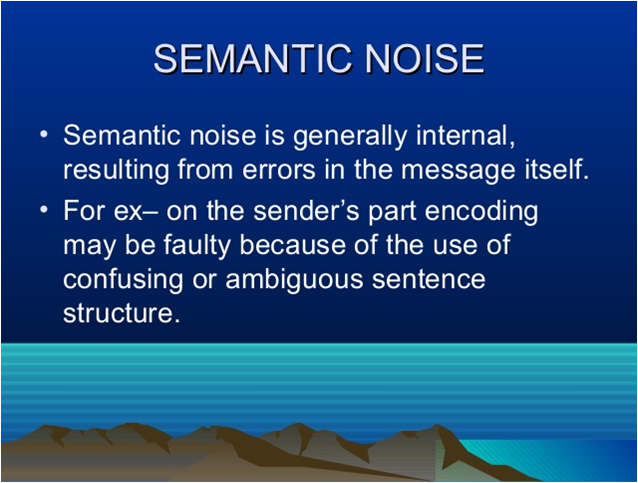 SEMANTIC NOISE
• Semantic noise is generally internal,
resulting from errors in the message itself.
• For ex– on the sender’s part encoding
may be faulty because of the use of
confusing or ambiguous sentence
structure.